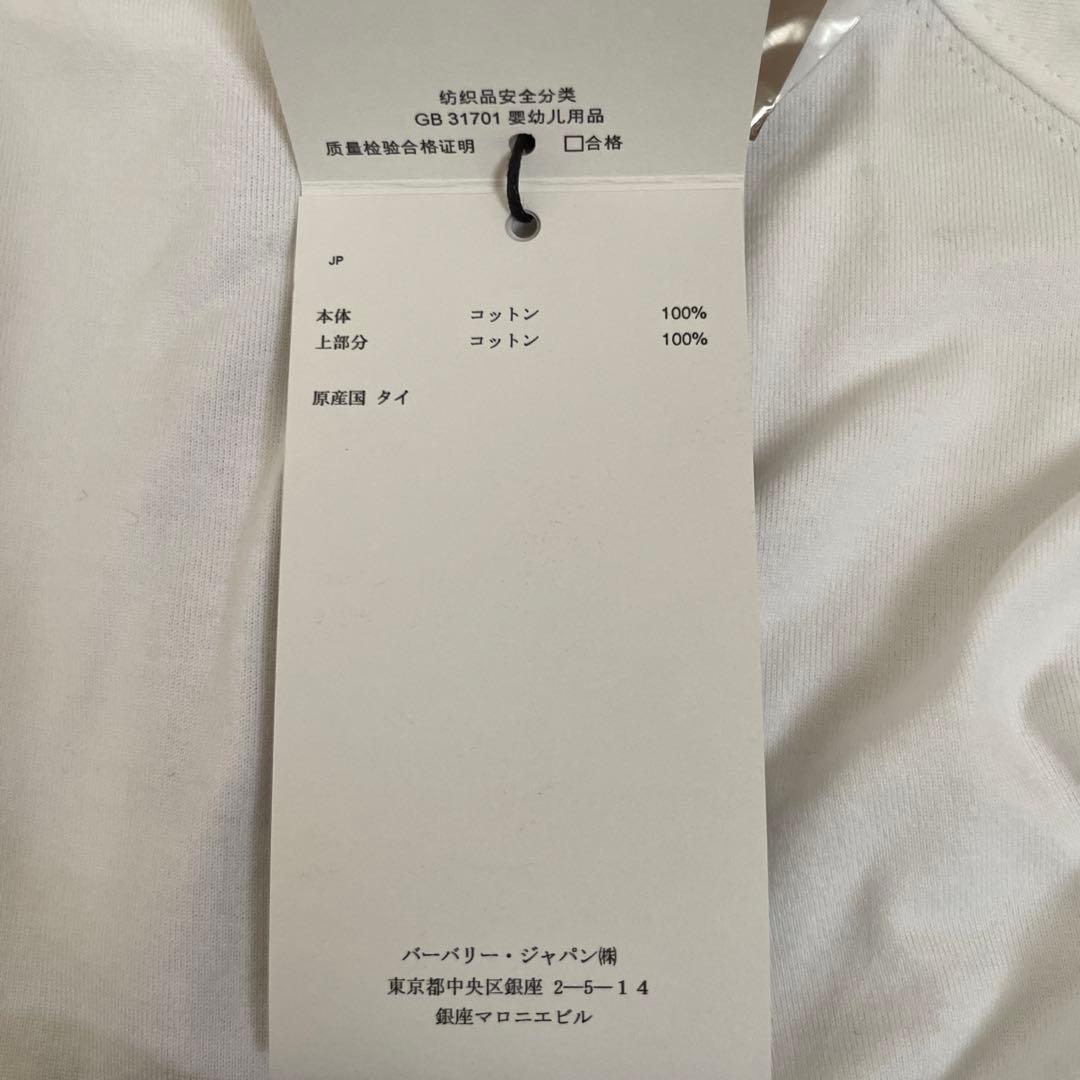 纺织品安全分类
GB 31701 婴幼儿用品
质量检验合格证明 □合格
JP
本体 コットン 100%
上部分 コットン 100%
原産国 タイ
バーバリー・ジャパン㈱
東京都中央区銀座 2―5―１４
銀座マロニエビル